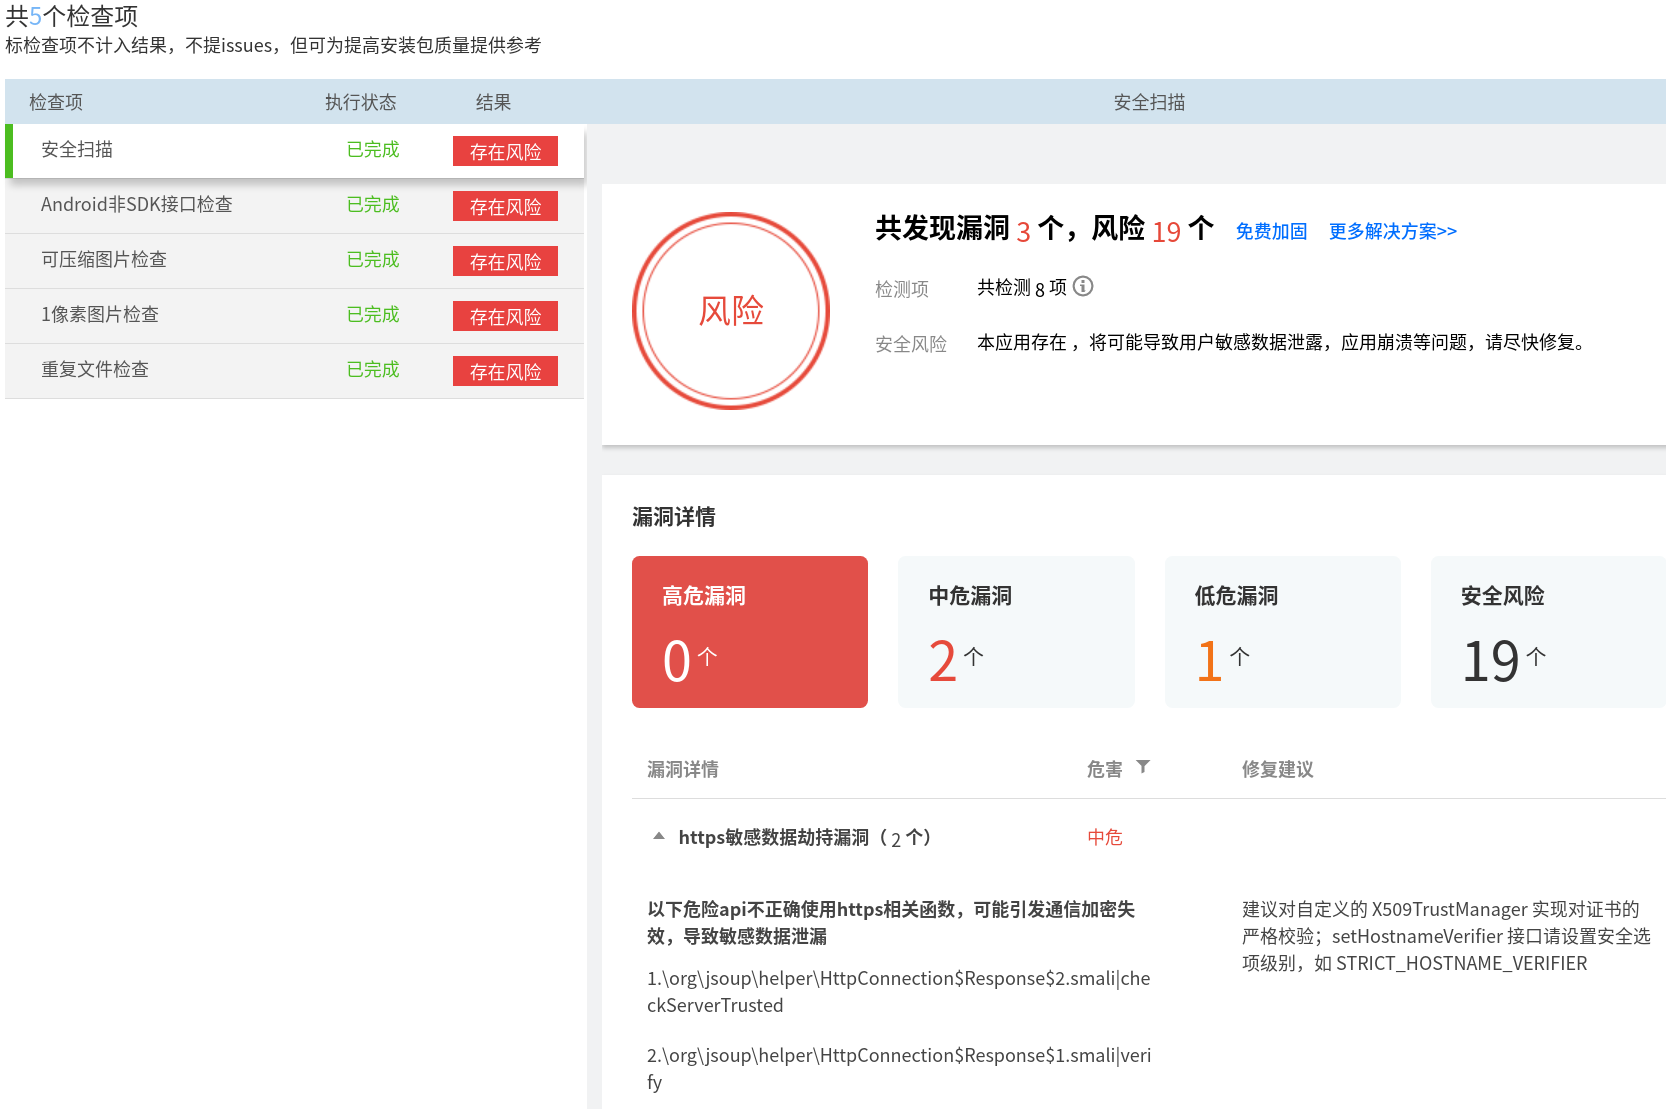 共5个检查项
标检查项不计入结果，不提issues，但可为提高安装包质量提供参考
检查项 执行状态 结果 安全扫描
安全扫描 已完成 存在风险
Android非SDK接口检查 已完成 存在风险
可压缩图片检查 已完成 存在风险
1像素图片检查 已完成 存在风险
重复文件检查 已完成 存在风险
风险
共发现漏洞 3 个，风险 19 个 免费加固 更多解决方案>>
检测项 共检测 8 项
安全风险 本应用存在 ，将可能导致用户敏感数据泄露，应用崩溃等问题，请尽快修复。
漏洞详情
高危漏洞 中危漏洞 低危漏洞 安全风险
0 个 2 个 1 个 19 个
漏洞详情 危害 修复建议
https敏感数据劫持漏洞（ 2 个） 中危
以下危险api不正确使用https相关函数，可能引发通信加密失
效，导致敏感数据泄漏
1.\org\jsoup\helper\HttpConnection$Response$2.smali|che
ckServerTrusted
2.\org\jsoup\helper\HttpConnection$Response$1.smali|veri
fy
建议对自定义的 X509TrustManager 实现对证书的
严格校验；setHostnameVerifier 接口请设置安全选
项级别，如 STRICT_HOSTNAME_VERIFIER